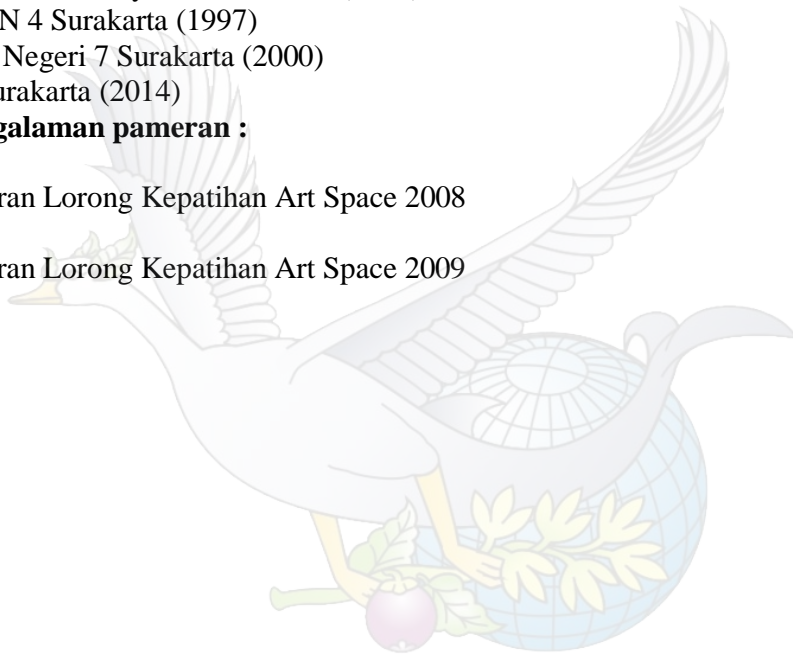 N 4 Surakarta (1997)
Negeri 7 Surakarta (2000)
urakarta (2014)
galaman pameran :
ran Lorong Kepatihan Art Space 2008
ran Lorong Kepatihan Art Space 2009